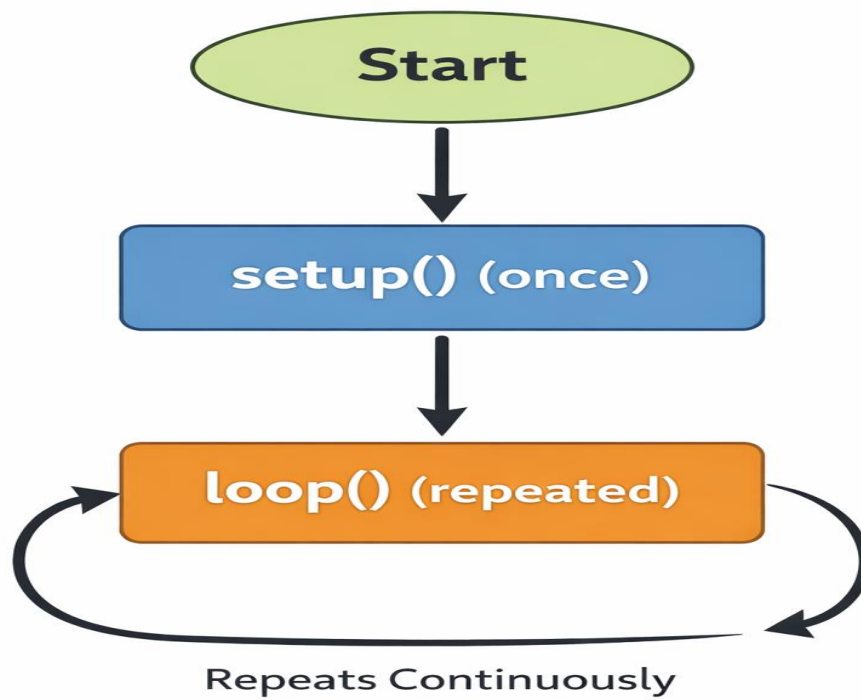 Start
setup() (once)
loop() (repeated)
Repeats Continuously